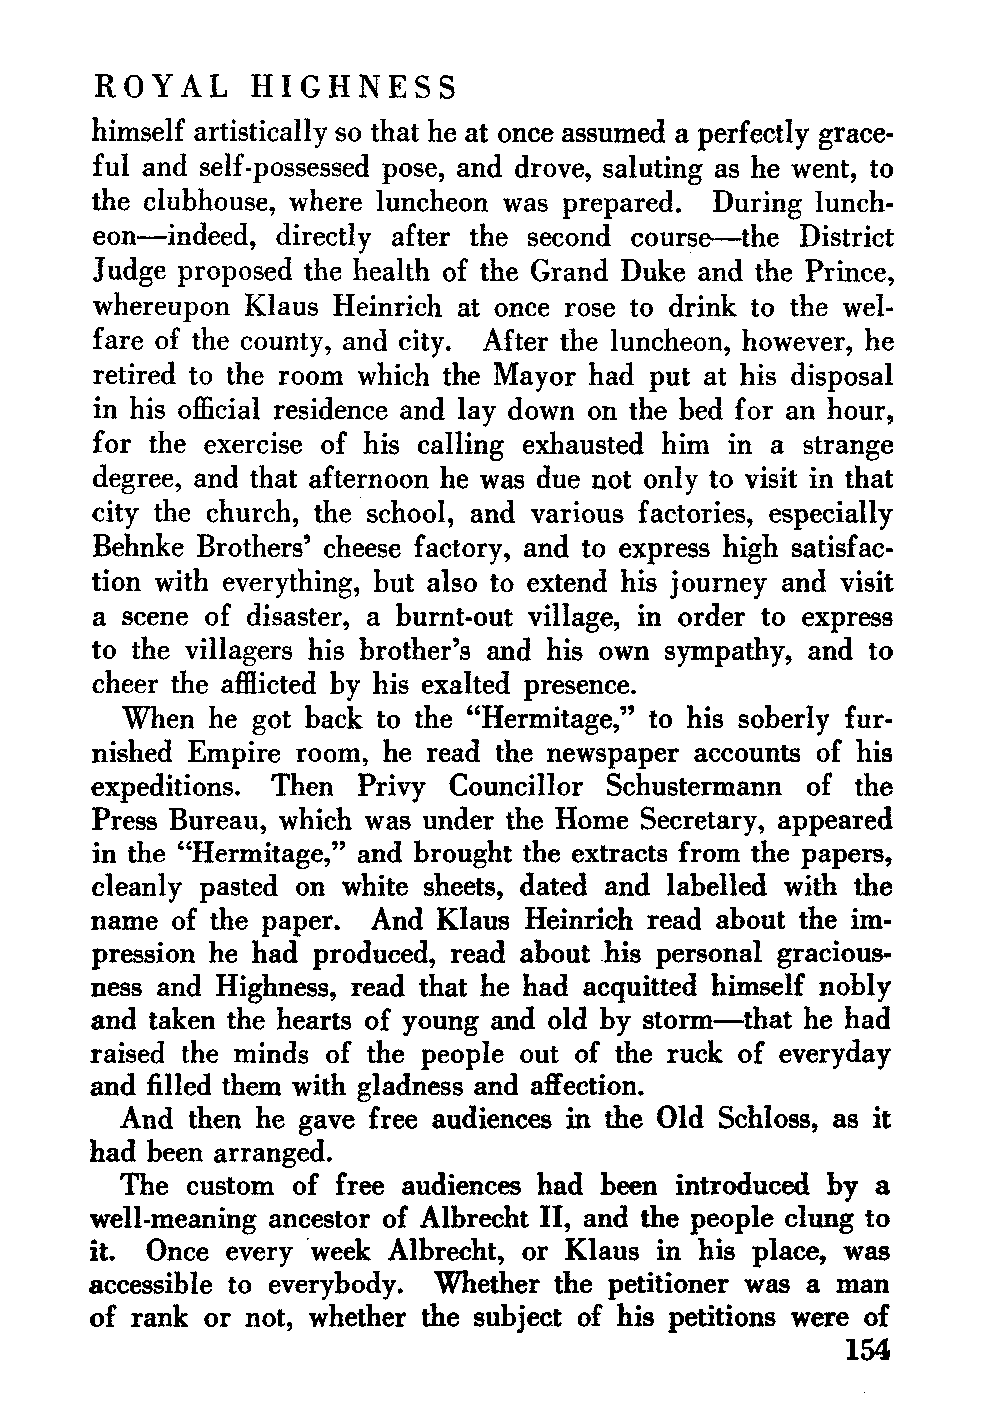 ROYAL HIGHNESS
himself artistically so that he at once assumed a perfectly grace-
ful and self-possessed pose, and drove, saluting as he went, to
the clubhouse, where luncheon was prepared. During lunch-
eon—indeed, directly after the second course—the District
Judge proposed the health of the Grand Duke and the Prince,
whereupon Klaus Heinrich at once rose to drink to the wel-
fare of the county, and city. After the luncheon, however, he
retired to the room which the Mayor had put at his disposal
in his official residence and lay down on the bed for an hour,
for the exercise of his calling exhausted him in a strange
degree, and that afternoon he was due not only to visit in that
city the church, the school, and various factories, especially
Behnke Brothers’ cheese factory, and to express high satisfac-
tion with everything, but also to extend his journey and visit
a scene of disaster, a burnt-out village, in order to express
to the villagers his brother’s and his own sympathy, and to
cheer the afflicted by his exalted presence.
When he got back to the “Hermitage,” to his soberly fur-
nished Empire room, he read the newspaper accounts of his
expeditions. Then Privy Councillor Schustermann of the
Press Bureau, which was under the Home Secretary, appeared
in the “Hermitage,” and brought the extracts from the papers,
cleanly pasted on white sheets, dated and labelled with the
name of the paper. And Klaus Heinrich read about the im-
pression he had produced, read about his personal gracious-
ness and Highness, read that he had acquitted himself nobly
and taken the hearts of young and old by storm—that he had
raised the minds of the people out of the ruck of everyday
and filled them with gladness and affection.
And then he gave free audiences in the Old Schloss, as it
had been arranged.
The custom of free audiences had been introduced by a
well-meaning ancestor of Albrecht II, and the people clung to
it. Once every week Albrecht, or Klaus in his place, was
accessible to everybody. Whether the petitioner was a man
of rank or not, whether the subject of his petitions were of
154